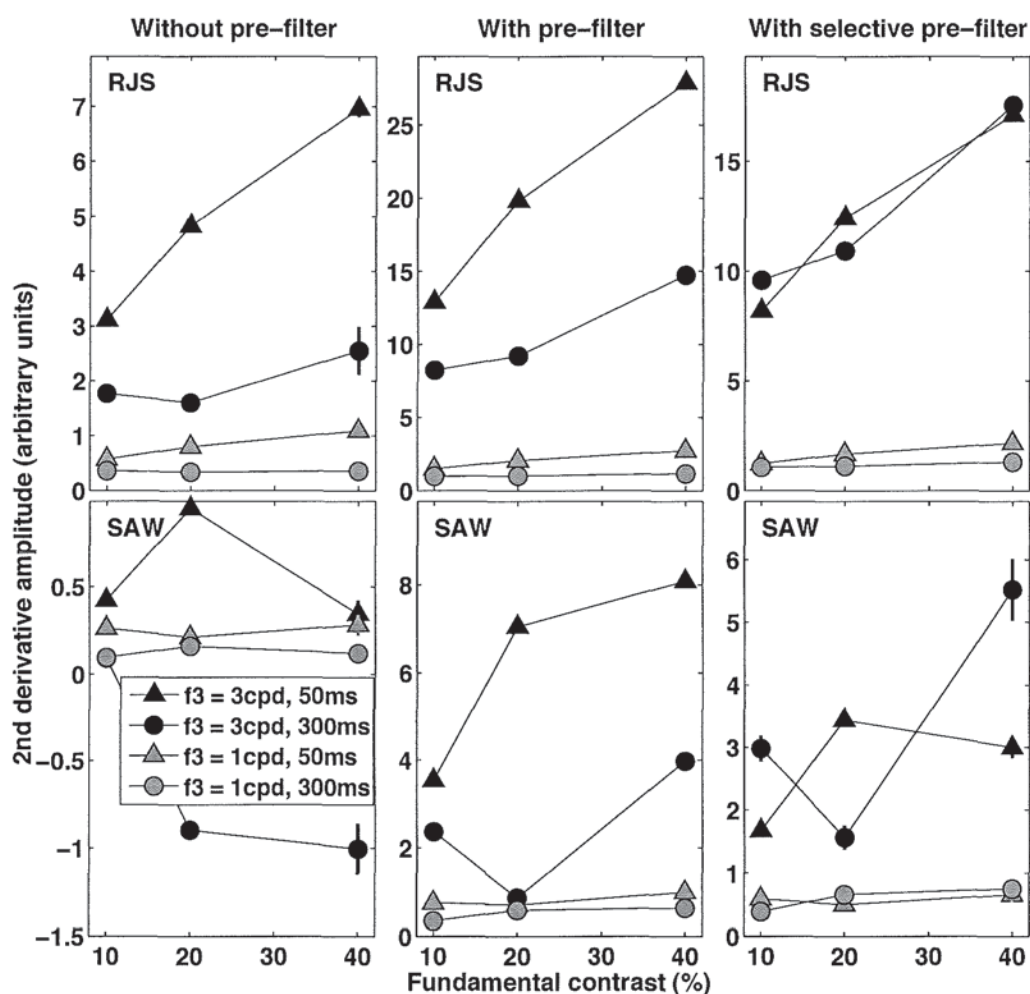 Without pre-filter
With pre-filter
With selective pre-filter
RJS
RJS
RJS
7
6
5
4
3
2
1
0
25
20
15
10
5
0
15
10
5
0
SAW
SAW
SAW
0.5
0
-0.5
-1
-1.5
8
6
4
2
0
6
5
4
3
2
1
0
f3 = 3cpd, 50ms
f3 = 3cpd, 300ms
f3 = 1cpd, 50ms
f3 = 1cpd, 300ms
10 20 30 40
10 20 30 40
10 20 30 40
Fundamental contrast (%)
2nd derivative amplitude (arbitrary units)